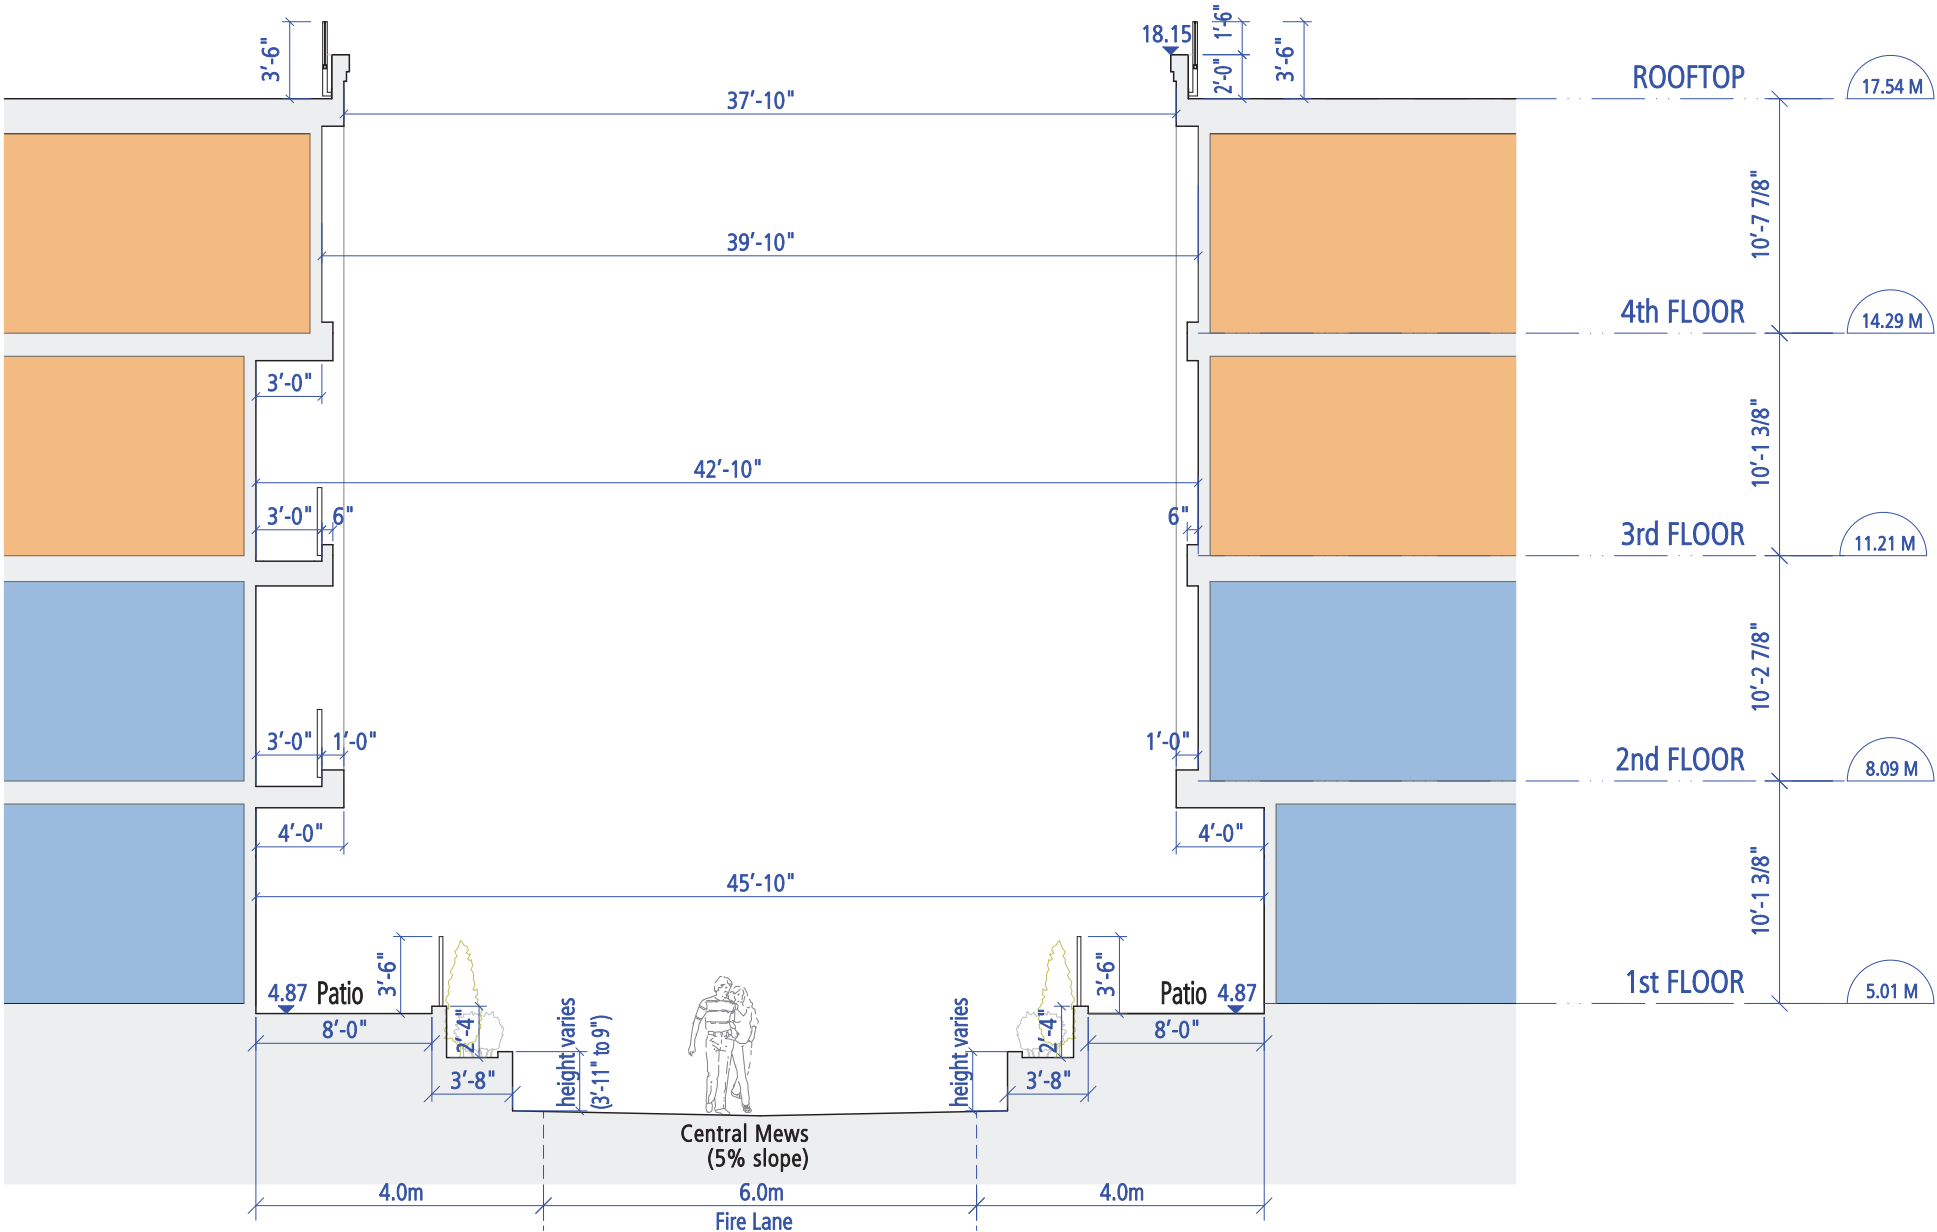 3'-6"
18.15
1'-6"
2'-0"
3'-6"
ROOFTOP
17.54 M
37'-10"
10'-7 7/8"
39'-10"
4th FLOOR
14.29 M
3'-0"
10'-1 3/8"
42'-10"
3'-0"
6"
6"
3rd FLOOR
11.21 M
10'-2 7/8"
3'-0"
1'-0"
1'-0"
2nd FLOOR
8.09 M
4'-0"
4'-0"
10'-1 3/8"
45'-10"
3'-6"
3'-6"
4.87
Patio
Patio
4.87
1st FLOOR
5.01 M
8'-0"
2'-4"
height varies
(3'-11" to 9")
height varies
2'-4"
8'-0"
3'-8"
3'-8"
Central Mews
(5% slope)
4.0m
6.0m
4.0m
Fire Lane